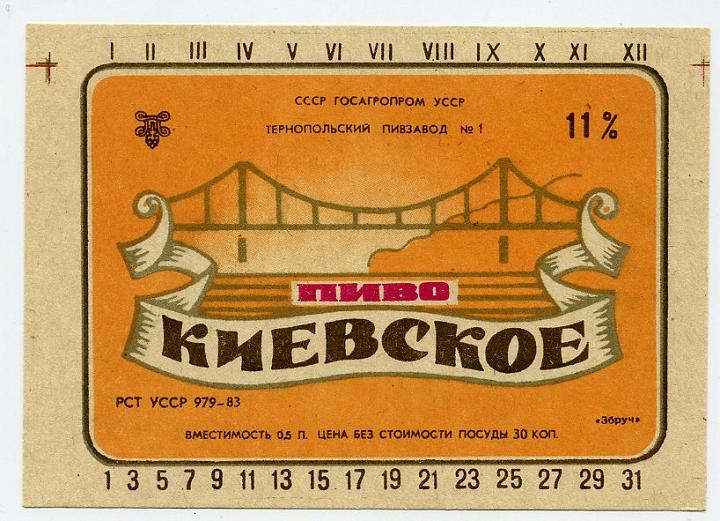 I II III IV V VI VII VIII IX X XI XII
СССР ГОСАГРОПРОМ УССР
ТЕРНОПОЛЬСКИЙ ПИВЗАВОД №1
11%
ПИВО
КИЕВСКОЕ
РСТ УССР 979-83
«Збруч»
ВМЕСТИМОСТЬ 0,5 Л. ЦЕНА БЕЗ СТОИМОСТИ ПОСУДЫ 30 КОП.
1 3 5 7 9 11 13 15 17 19 21 23 25 27 29 31